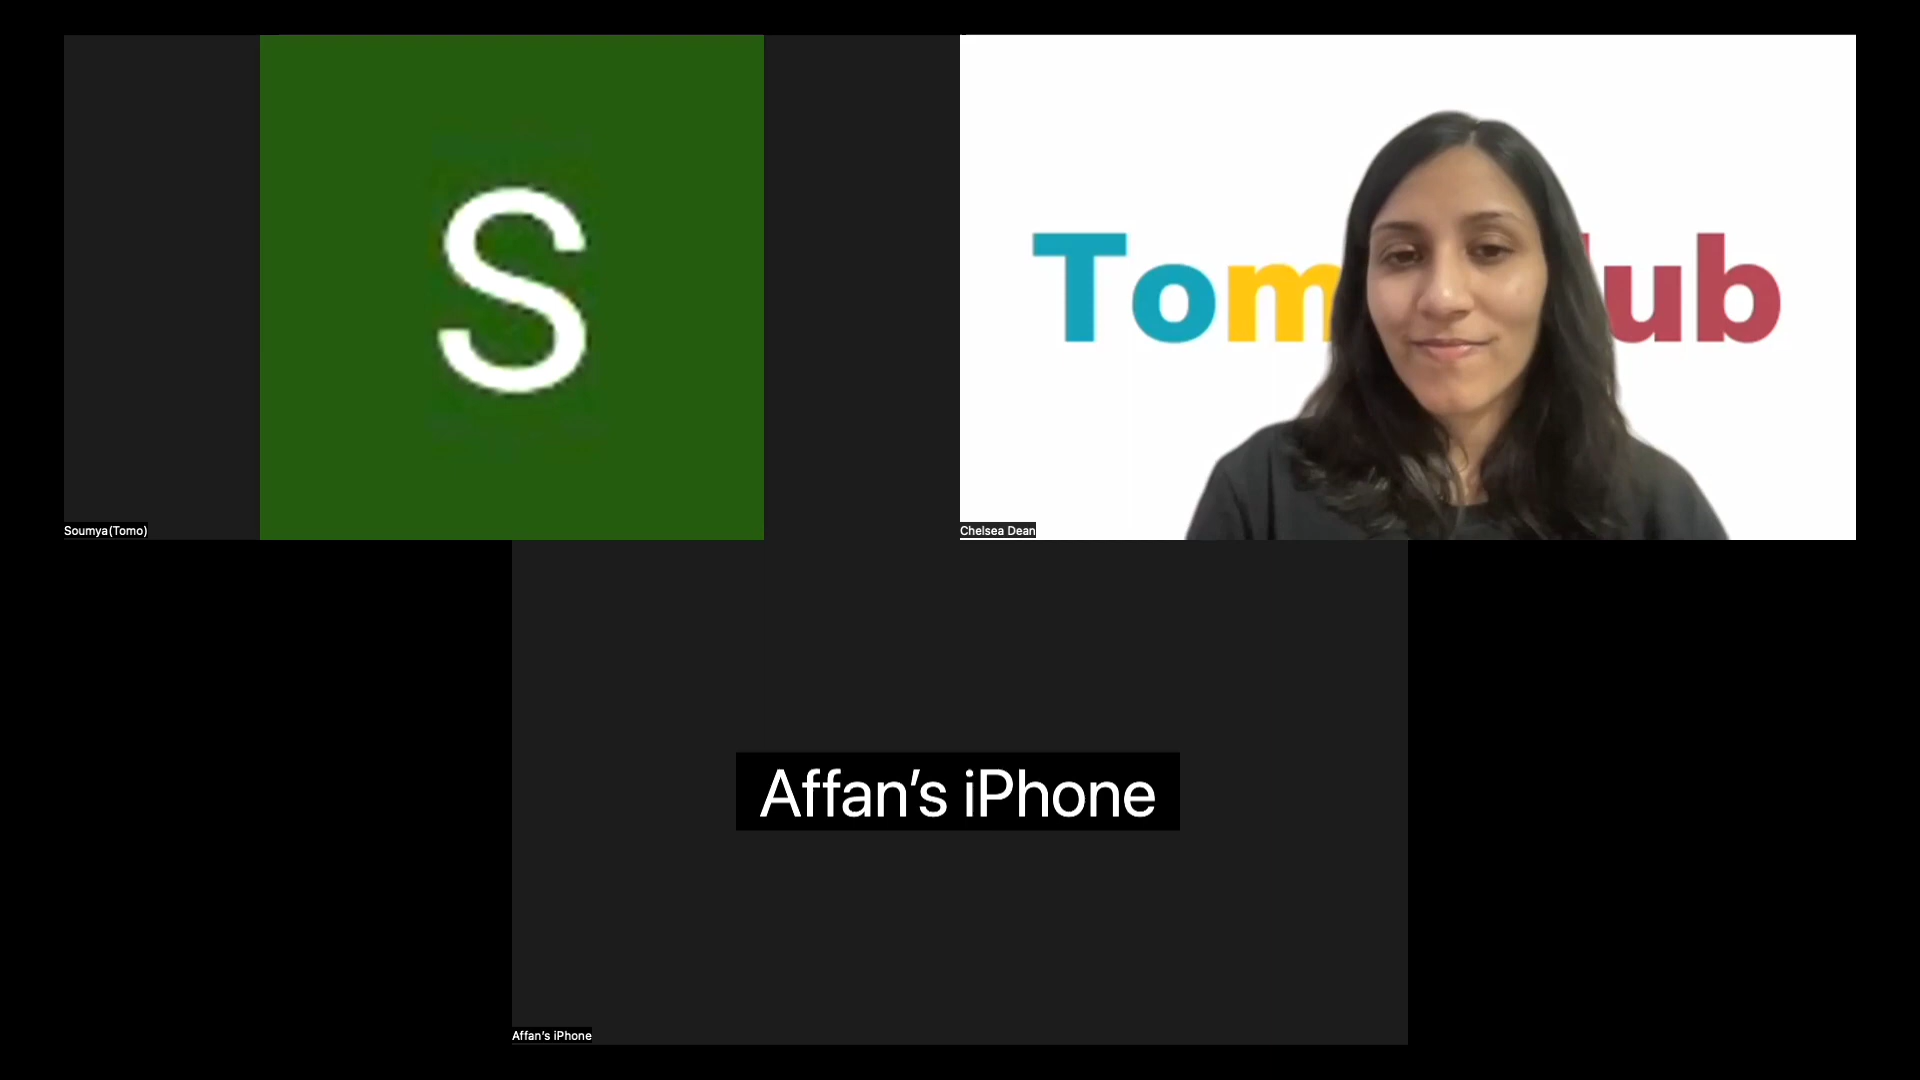 S
Soumya(Tomo)
Tom ub
Chelsea Dean
Affan’s iPhone
Affan’s iPhone